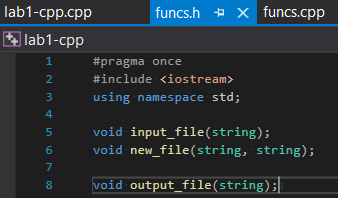 lab1-cpp.cpp funcs.h funcs.cpp
lab1-cpp
1 #pragma once
2 #include <iostream>
3 using namespace std;
4
5 void input_file(string);
6 void new_file(string, string);
7
8 void output_file(string);